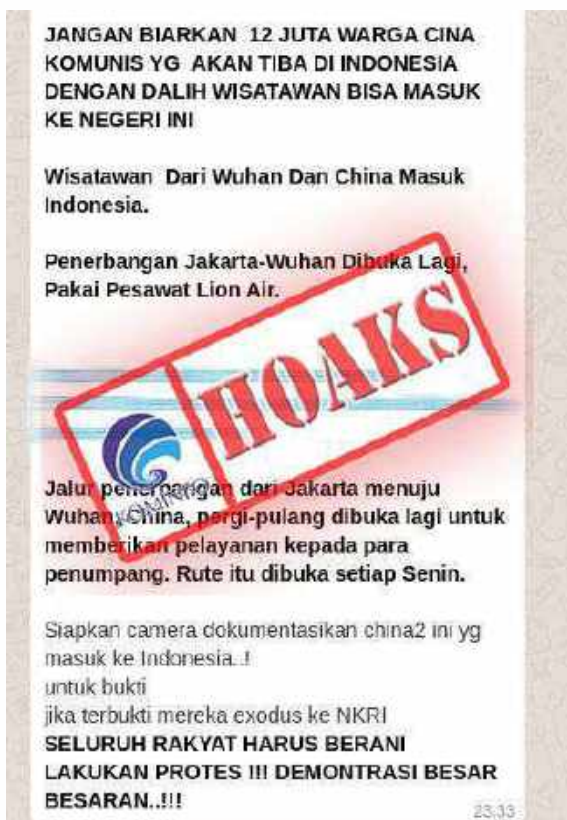 JANGAN BIARKAN 12 JUTA WARGA CINA
KOMUNIS YG AKAN TIBA DI INDONESIA
DENGAN DALIH WISATAWAN BISA MASUK
KE NEGERI INI
Wisatawan Dari Wuhan Dan China Masuk
Indonesia.
Penerbangan Jakarta-Wuhan Dibuka Lagi,
Pakai Pesawat Lion Air.
HOAKS
KOMINFO
Jalur penerbangan dari Jakarta menuju
Wuhan, China, pergi-pulang dibuka lagi untuk
memberikan pelayanan kepada para
penumpang. Rute itu dibuka setiap Senin.
Siapkan camera dokumentasikan china2 ini yg
masuk ke Indonesia..!
untuk bukti
jika terbukti mereka exodus ke NKRI
SELURUH RAKYAT HARUS BERANI
LAKUKAN PROTES !!! DEMONTRASI BESAR
BESARAN..!!!
23.33